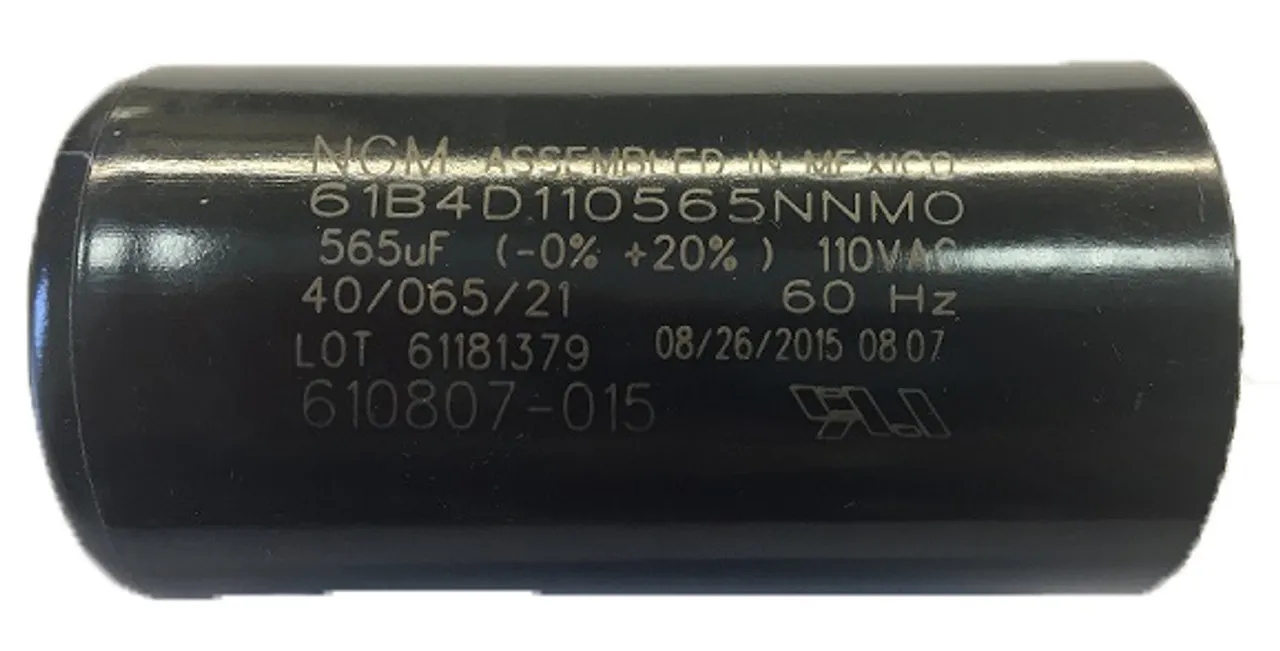 NCM ASSEMBLED IN MEXICO
61B4D110565NNM0
565uF (-0% +20%) 110VAC
40/065/21 60 Hz
LOT 61181379 08/26/2015 08 07
610807-015